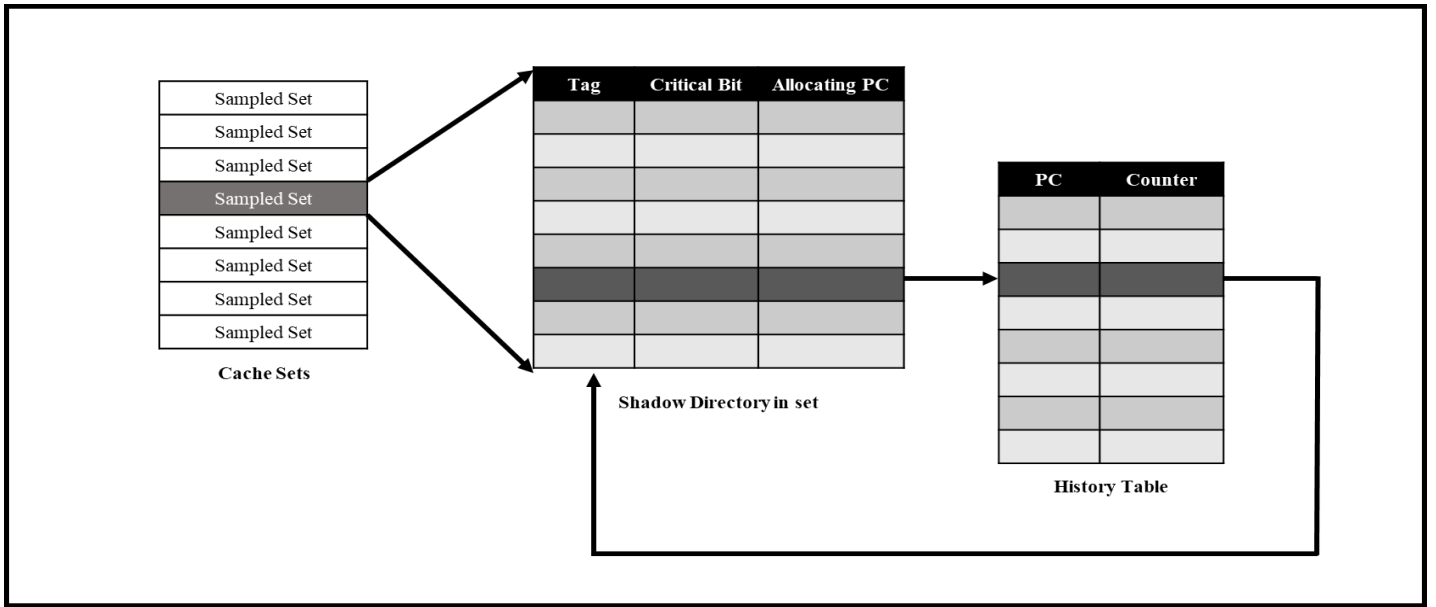 Sampled Set
Sampled Set
Sampled Set
Sampled Set
Sampled Set
Sampled Set
Sampled Set
Sampled Set
Cache Sets
Tag Critical Bit Allocating PC
Shadow Directory in set
PC Counter
History Table